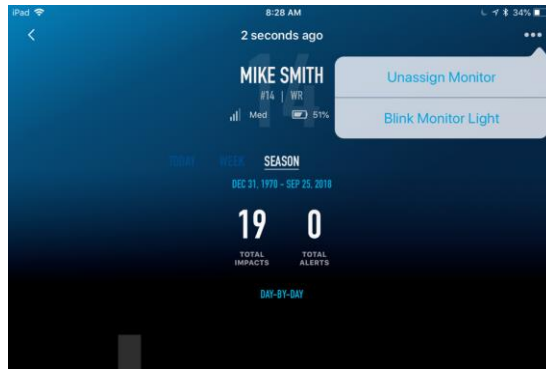 iPad 8:28 AM 34%
2 seconds ago
MIKE SMITH
#14 | WR
Med 51%
Unassign Monitor
Blink Monitor Light
14
TODAY WEEK SEASON
DEC 31, 1970 - SEP 25, 2018
19 0
TOTAL IMPACTS TOTAL ALERTS
DAY-BY-DAY